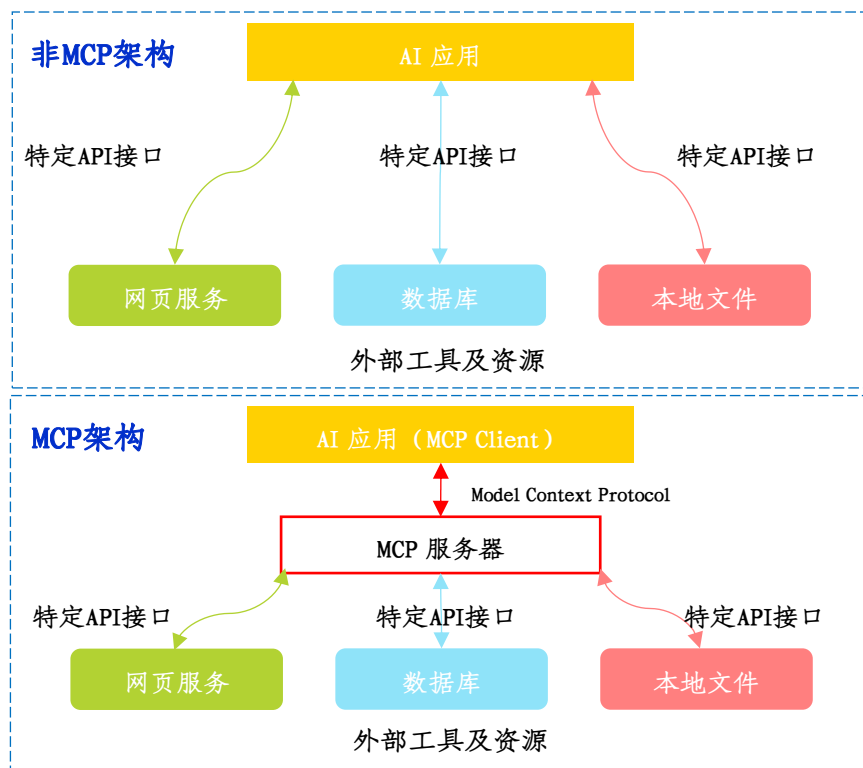 非MCP架构
AI 应用
特定API接口
特定API接口
特定API接口
网页服务
数据库
本地文件
外部工具及资源
MCP架构
AI 应用（MCP Client）
Model Context Protocol
MCP 服务器
特定API接口
特定API接口
特定API接口
网页服务
数据库
本地文件
外部工具及资源